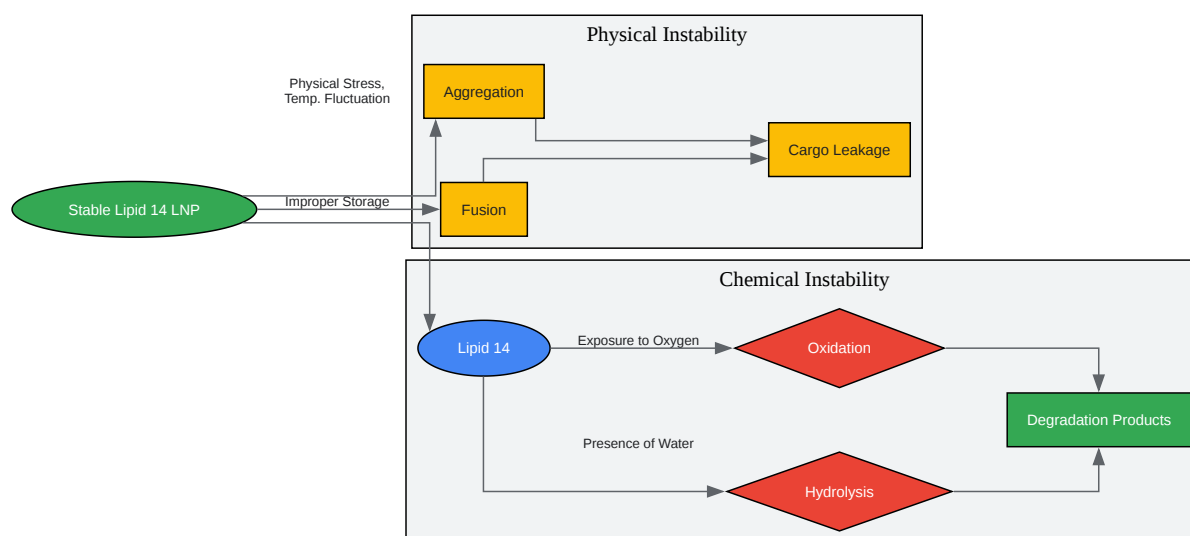 Physical Instability
Physical Stress,
Temp. Fluctuation
Aggregation
Cargo Leakage
Stable Lipid 14 LNP
Improper Storage
Fusion
Chemical Instability
Lipid 14
Exposure to Oxygen
Oxidation
Degradation Products
Presence of Water
Hydrolysis